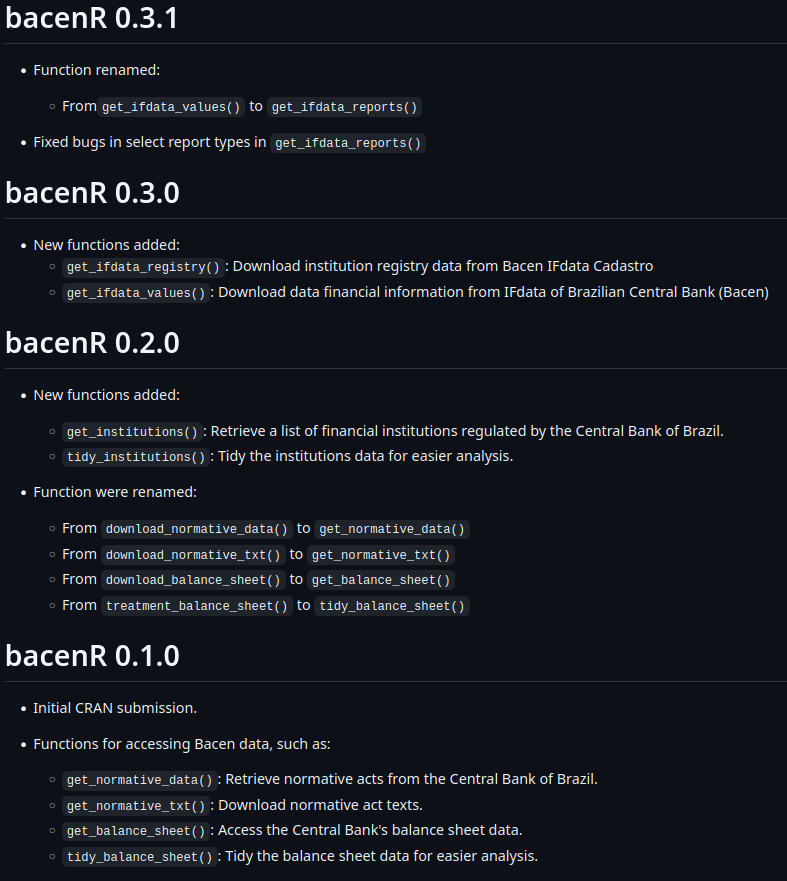 bacenR 0.3.1
Function renamed:
From get_ifdata_values() to get_ifdata_reports()
Fixed bugs in select report types in get_ifdata_reports()
bacenR 0.3.0
New functions added:
get_ifdata_registry(): Download institution registry data from Bacen IFdata Cadastro
get_ifdata_values(): Download data financial information from IFdata of Brazilian Central Bank (Bacen)
bacenR 0.2.0
New functions added:
get_institutions(): Retrieve a list of financial institutions regulated by the Central Bank of Brazil.
tidy_institutions(): Tidy the institutions data for easier analysis.
Function were renamed:
From download_normative_data() to get_normative_data()
From download_normative_txt() to get_normative_txt()
From download_balance_sheet() to get_balance_sheet()
From treatment_balance_sheet() to tidy_balance_sheet()
bacenR 0.1.0
Initial CRAN submission.
Functions for accessing Bacen data, such as:
get_normative_data(): Retrieve normative acts from the Central Bank of Brazil.
get_normative_txt(): Download normative act texts.
get_balance_sheet(): Access the Central Bank's balance sheet data.
tidy_balance_sheet(): Tidy the balance sheet data for easier analysis.